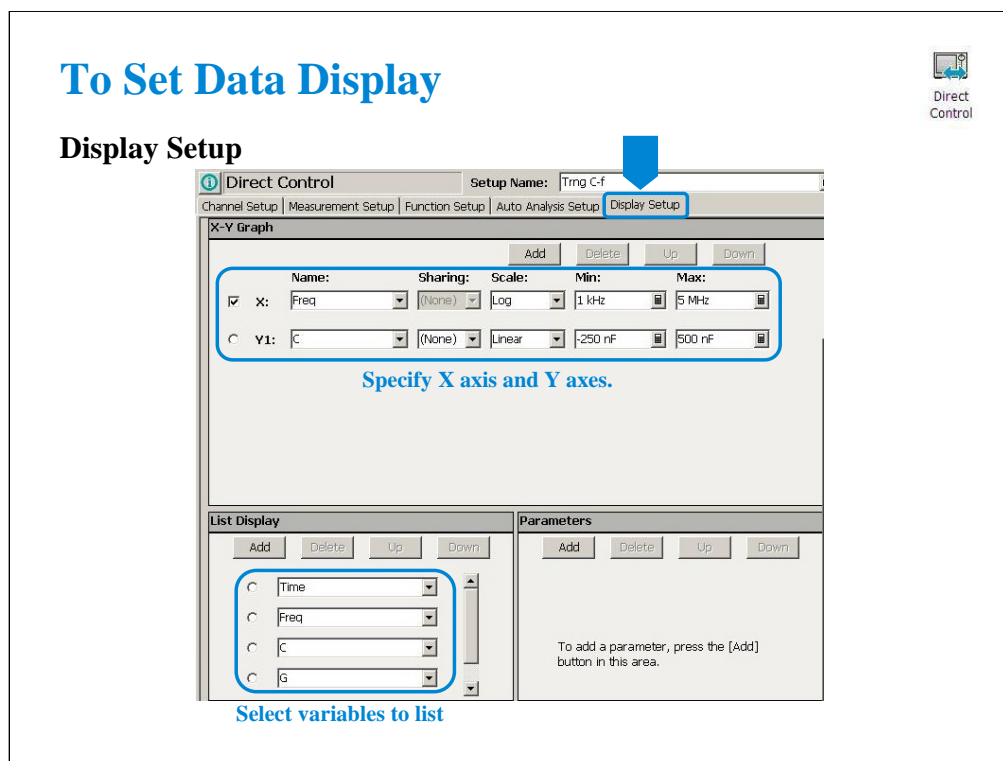 To Set Data Display
Direct
Control
Display Setup
Direct Control Setup Name: Trng C-f
Channel Setup Measurement Setup Function Setup Auto Analysis Setup Display Setup
X-Y Graph
Add Delete Up Down
Name: Sharing: Scale: Min: Max:
X: Freq (None) Log 1 kHz 5 MHz
Y1: C (None) Linear -250 nF 500 nF
Specify X axis and Y axes.
List Display
Add Delete Up Down
Time
Freq
C
G
Select variables to list
Parameters
Add Delete Up Down
To add a parameter, press the [Add]
button in this area.